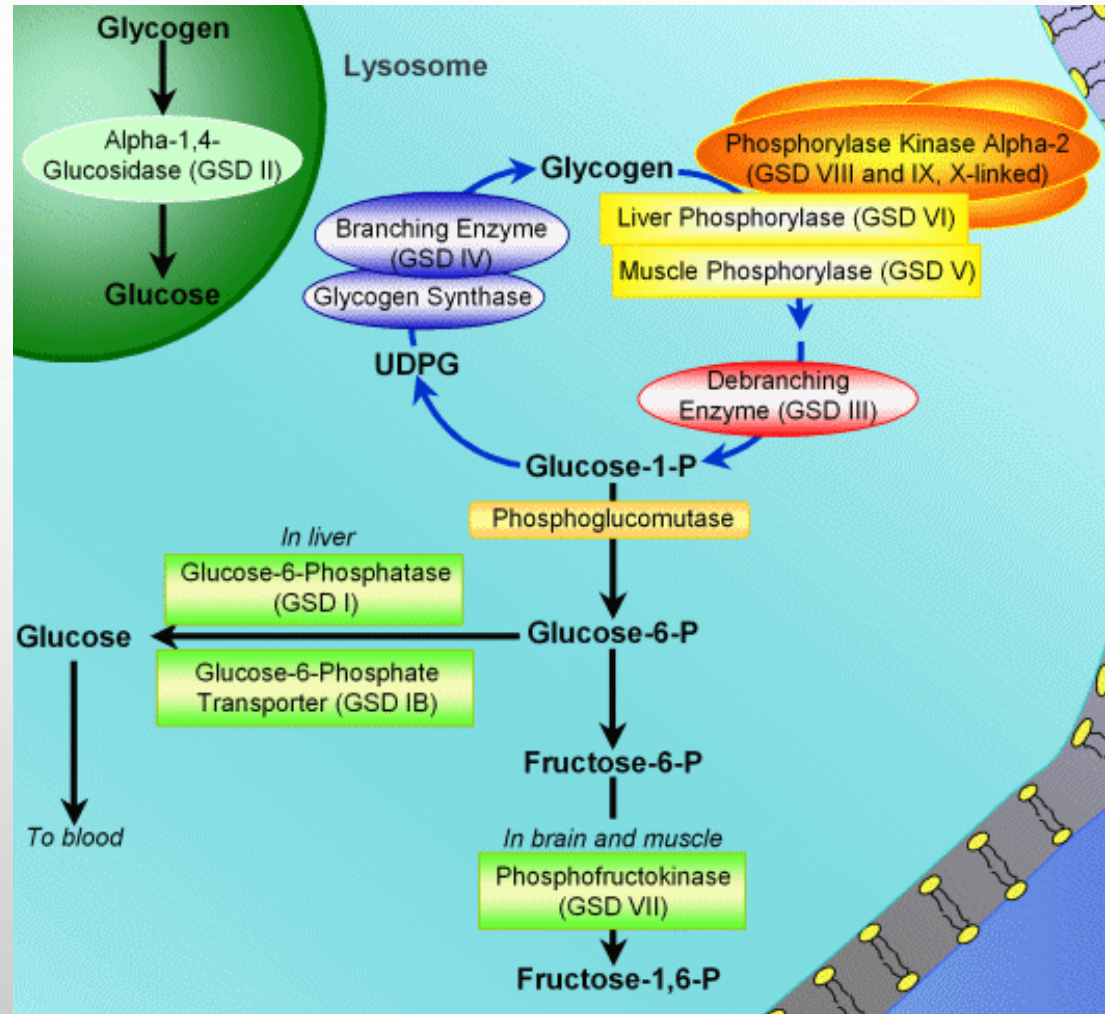 Glycogen
Alpha-1,4-
Glucosidase (GSD II)
Glucose
Lysosome
Glycogen
Phosphorylase Kinase Alpha-2
(GSD VIII and IX, X-linked)
Liver Phosphorylase (GSD VI)
Muscle Phosphorylase (GSD V)
Branching Enzyme
(GSD IV)
Glycogen Synthase
UDPG
Debranching
Enzyme (GSD III)
Glucose-1-P
Phosphoglucomutase
In liver
Glucose-6-Phosphatase
(GSD I)
Glucose
Glucose-6-P
Glucose-6-Phosphate
Transporter (GSD IB)
To blood
Fructose-6-P
In brain and muscle
Phosphofructokinase
(GSD VII)
Fructose-1,6-P